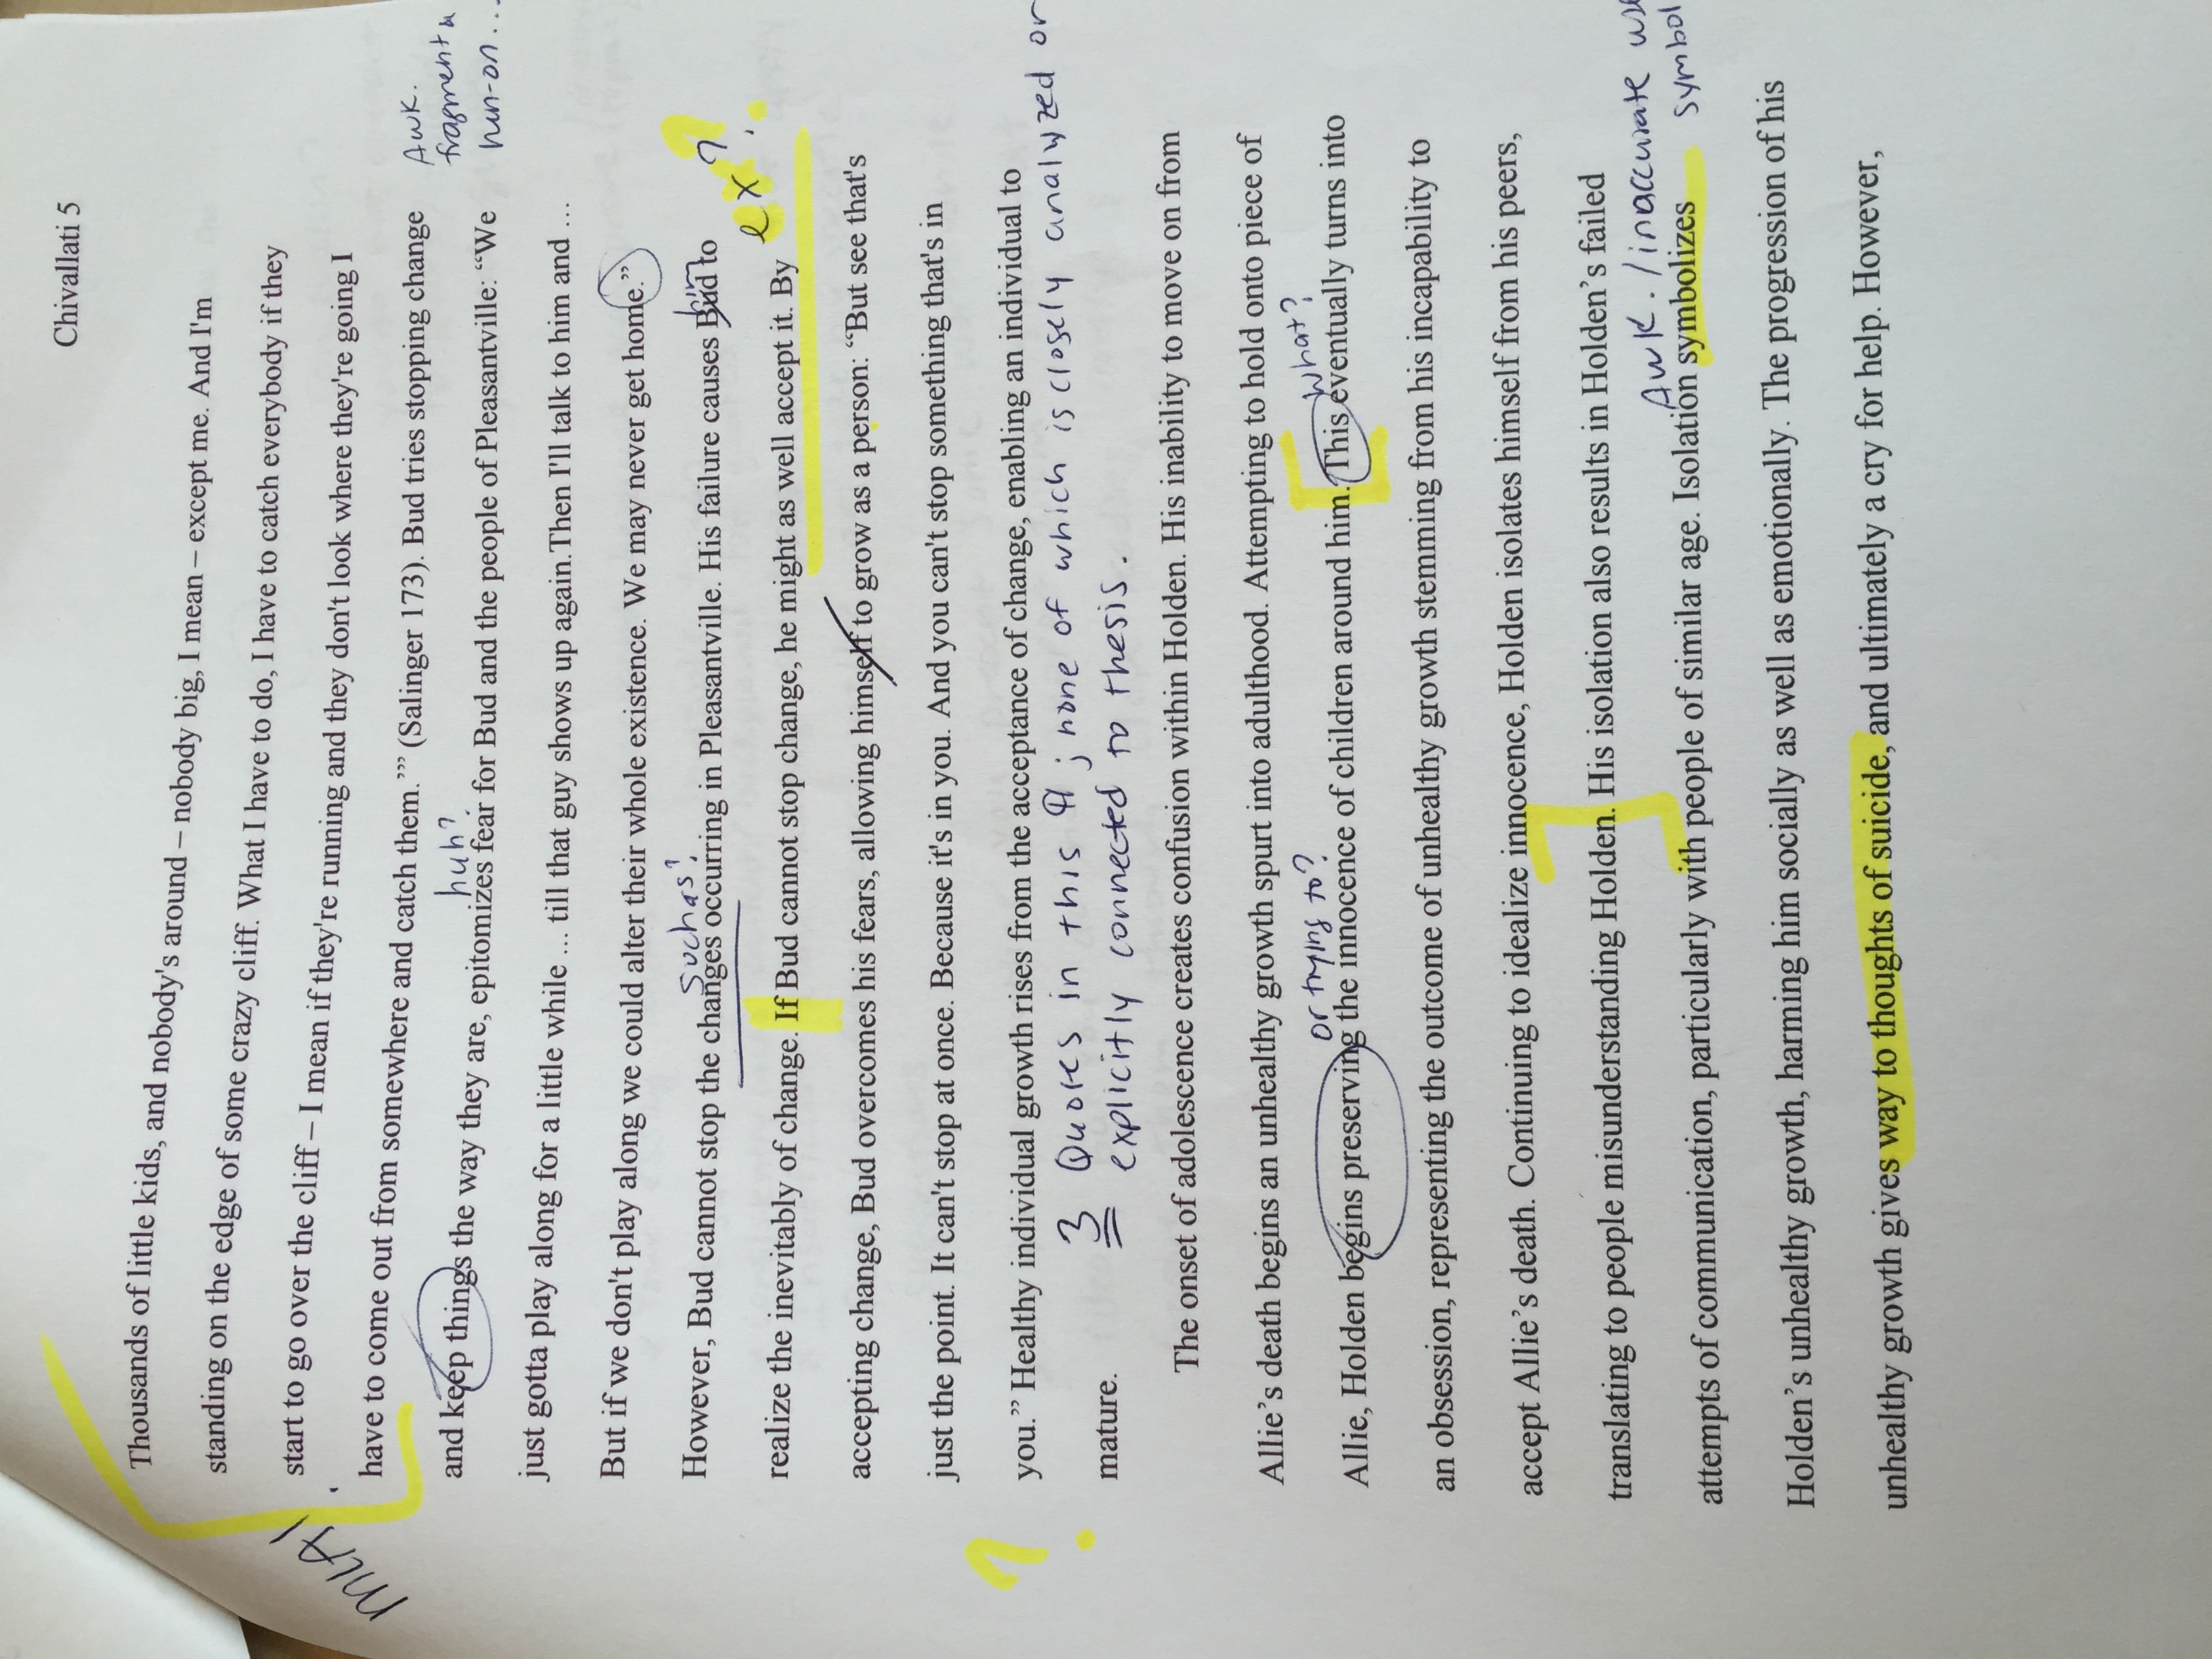 Chivallati 5
Thousands of little kids, and nobody's around – nobody big, I mean – except me. And I'm
standing on the edge of some crazy cliff. What I have to do, I have to catch everybody if they
start to go over the cliff – I mean if they're running and they don't look where they're going I
MLA!
have to come out from somewhere and catch them.’” (Salinger 173). Bud tries stopping change
Awk.
huh?
fragment
and keep things the way they are, epitomizes fear for Bud and the people of Pleasantville: “We
run-on...
just gotta play along for a little while ... till that guy shows up again.Then I'll talk to him and ...
But if we don't play along we could alter their whole existence. We may never get home.”
such as?
him
However, Bud cannot stop the changes occurring in Pleasantville. His failure causes Bud to
ex?
?
realize the inevitably of change. If Bud cannot stop change, he might as well accept it. By
accepting change, Bud overcomes his fears, allowing himself to grow as a person: “But see that's
just the point. It can't stop at once. Because it's in you. And you can't stop something that's in
?
you.” Healthy individual growth rises from the acceptance of change, enabling an individual to
3 Quotes in this ¶; none of which is closely analyzed or
mature.
explicitly connected to thesis.
The onset of adolescence creates confusion within Holden. His inability to move on from
Allie’s death begins an unhealthy growth spurt into adulthood. Attempting to hold onto piece of
or trying to?
what?
Allie, Holden begins preserving the innocence of children around him. This eventually turns into
an obsession, representing the outcome of unhealthy growth stemming from his incapability to
accept Allie’s death. Continuing to idealize innocence, Holden isolates himself from his peers,
translating to people misunderstanding Holden. His isolation also results in Holden’s failed
Awk./inaccurate
attempts of communication, particularly with people of similar age. Isolation symbolizes
symbol
Holden’s unhealthy growth, harming him socially as well as emotionally. The progression of his
unhealthy growth gives way to thoughts of suicide, and ultimately a cry for help. However,